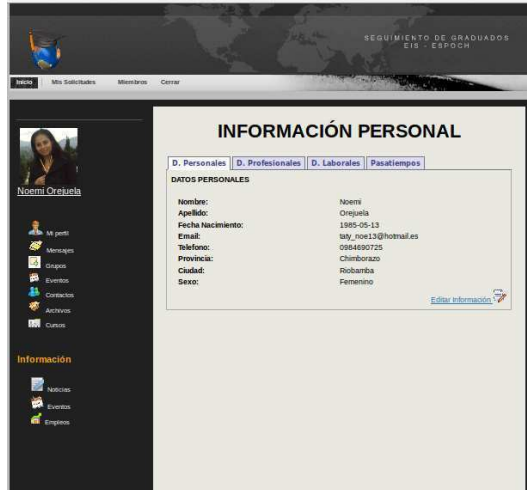 SEGUIMIENTO DE GRADUADOS
EIS - ESPOCH
Inicio Mis Solicitudes Miembros Cerrar
INFORMACIÓN PERSONAL
D. Personales D. Profesionales D. Laborales Pasatiempos
DATOS PERSONALES
Noemi Orejuela
Nombre: Noemi
Apellido: Orejuela
Fecha Nacimiento: 1985-05-13
Email: taty_noe13@hotmail.es
Telefono: 0984690725
Provincia: Chimborazo
Ciudad: Riobamba
Sexo: Femenino
Editar Información
Mi perfil
Mensajes
Grupos
Eventos
Contactos
Archivos
Cursos
Información
Noticias
Eventos
Empleos